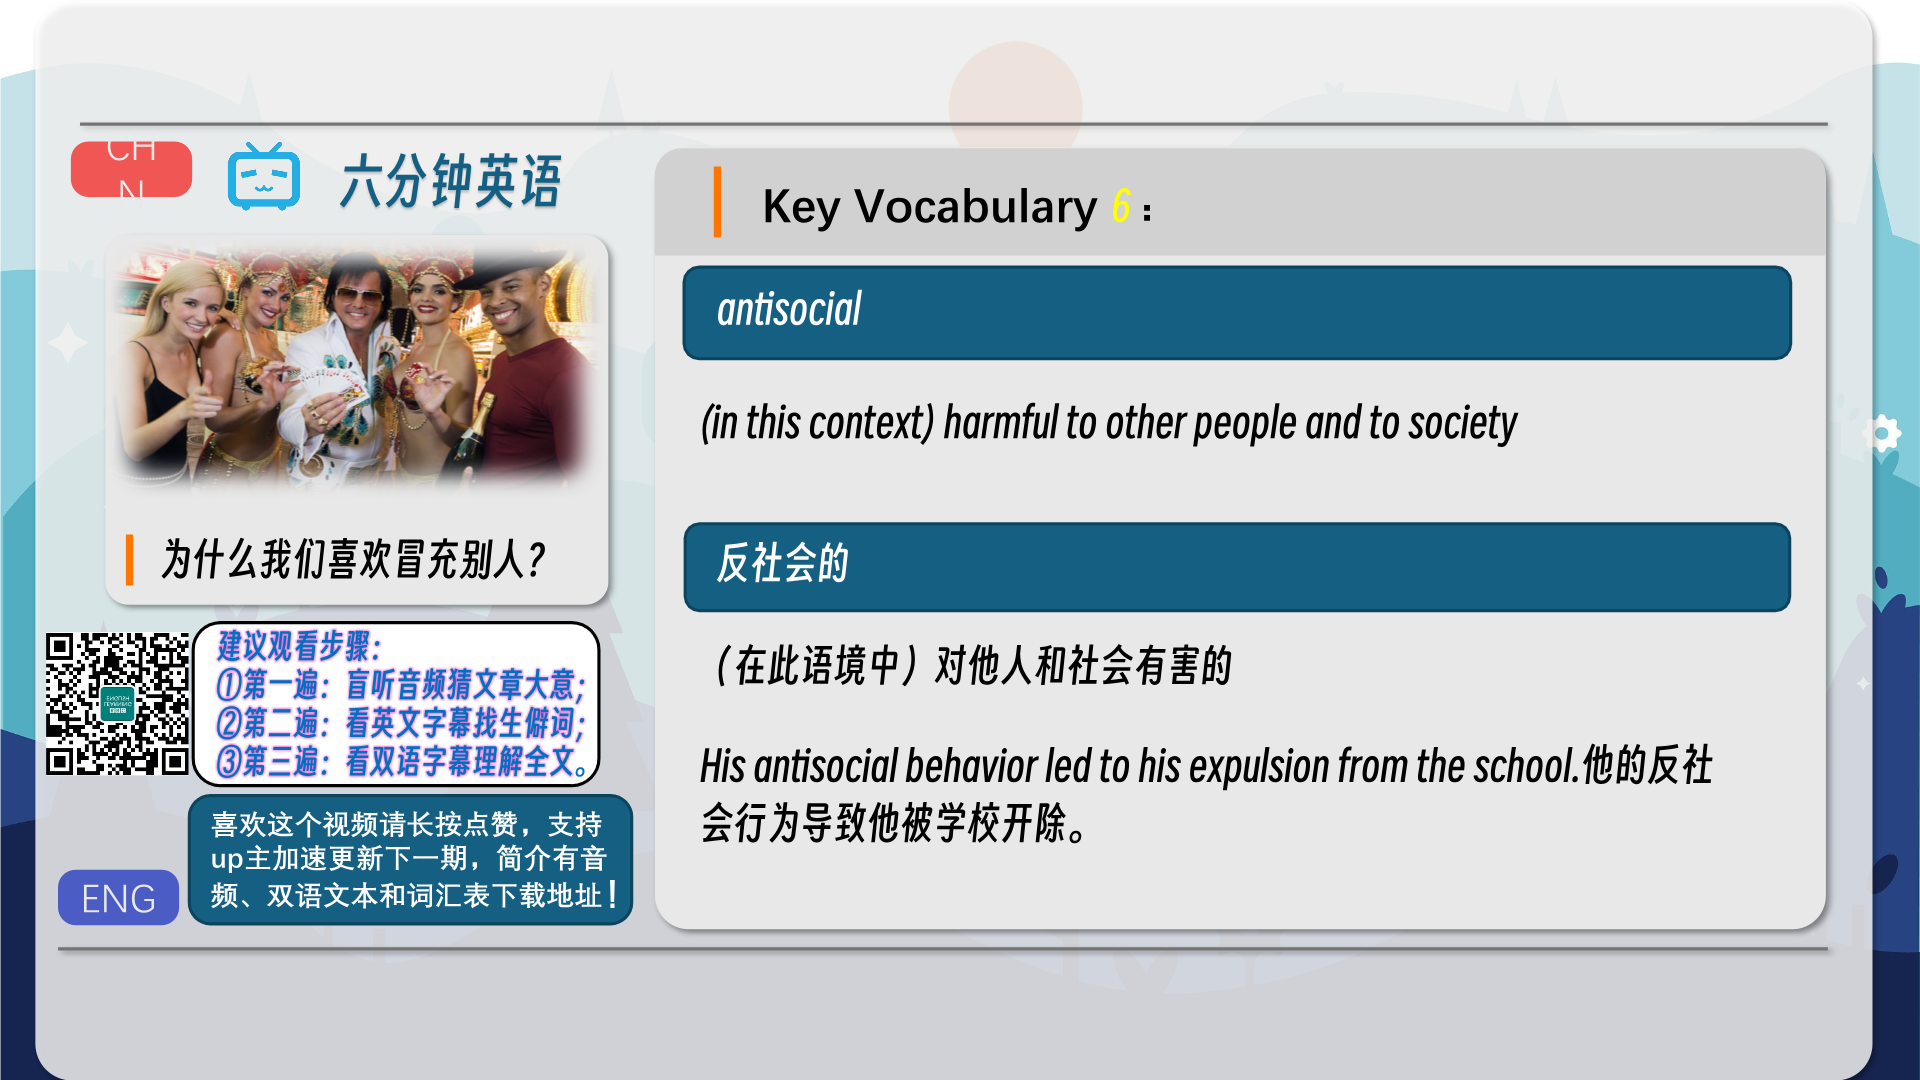 CH
N
六分钟英语
为什么我们喜欢冒充别人？
建议观看步骤：
①第一遍：盲听音频猜文章大意；
②第二遍：看英文字幕找生僻词；
③第三遍：看双语字幕理解全文。
喜欢这个视频请长按点赞，支持
up主加速更新下一期，简介有音
频、双语文本和词汇表下载地址！
ENG
Key Vocabulary 6：
antisocial
(in this context) harmful to other people and to society
反社会的
（在此语境中）对他人和社会有害的
His antisocial behavior led to his expulsion from the school.他的反社
会行为导致他被学校开除。